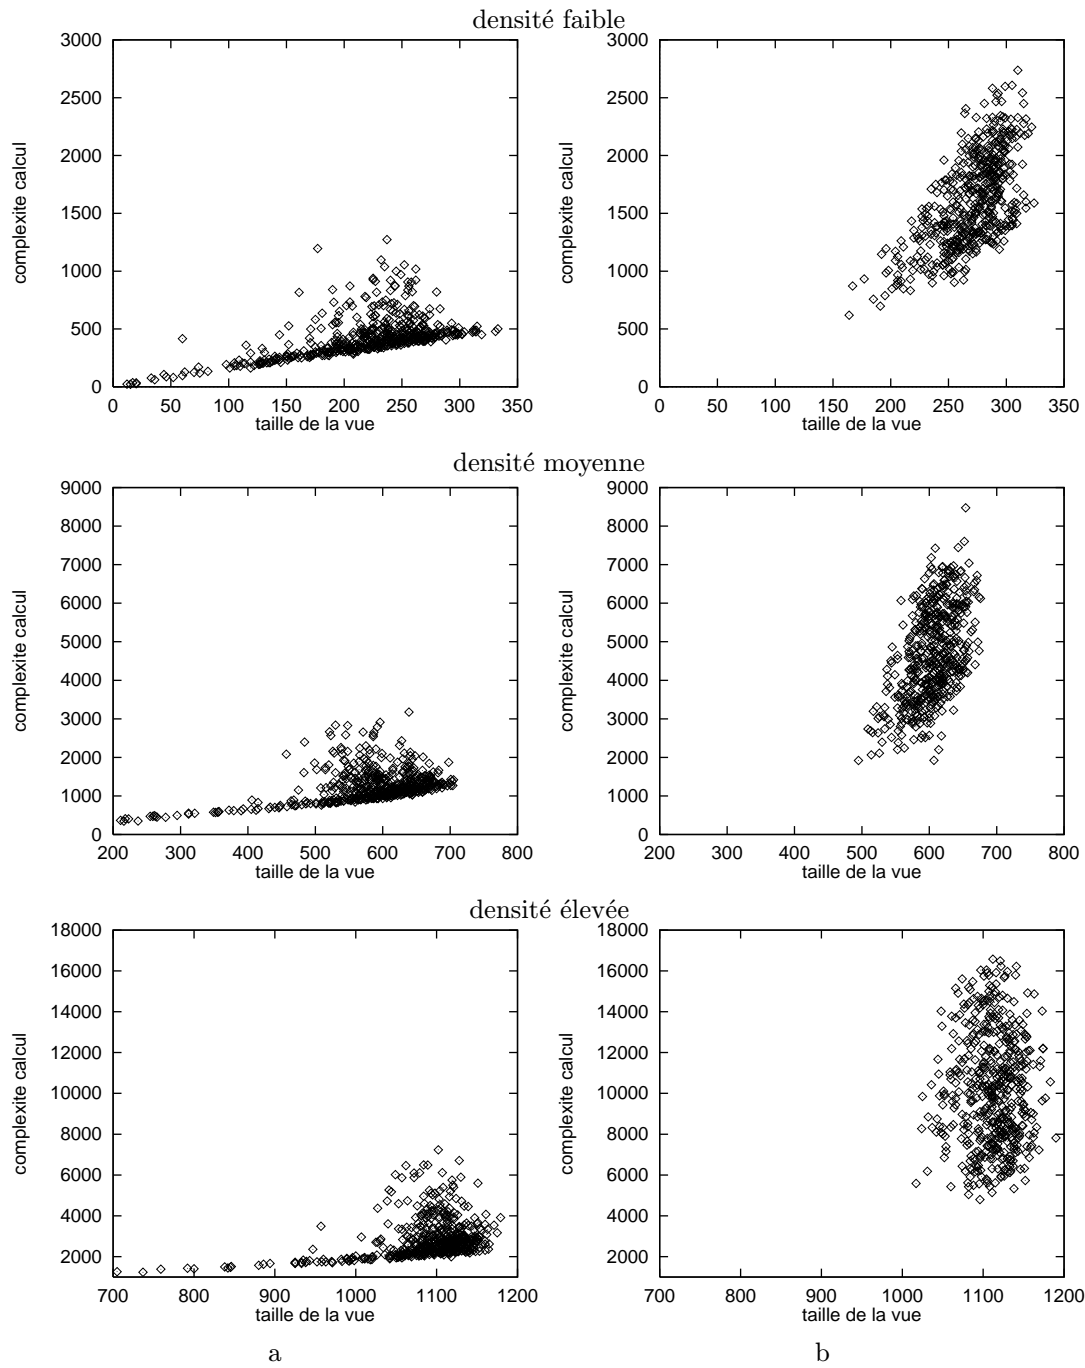 densité faible
3000
2500
2000
1500
1000
500
0
complexite calcul
0 50 100 150 200 250 300 350
taille de la vue
3000
2500
2000
1500
1000
500
0
complexite calcul
0 50 100 150 200 250 300 350
taille de la vue
densité moyenne
9000
8000
7000
6000
5000
4000
3000
2000
1000
0
complexite calcul
200 300 400 500 600 700 800
taille de la vue
9000
8000
7000
6000
5000
4000
3000
2000
1000
0
complexite calcul
200 300 400 500 600 700 800
taille de la vue
densité élevée
18000
16000
14000
12000
10000
8000
6000
4000
2000
complexite calcul
700 800 900 1000 1100 1200
taille de la vue
18000
16000
14000
12000
10000
8000
6000
4000
2000
complexite calcul
700 800 900 1000 1100 1200
taille de la vue
a
b